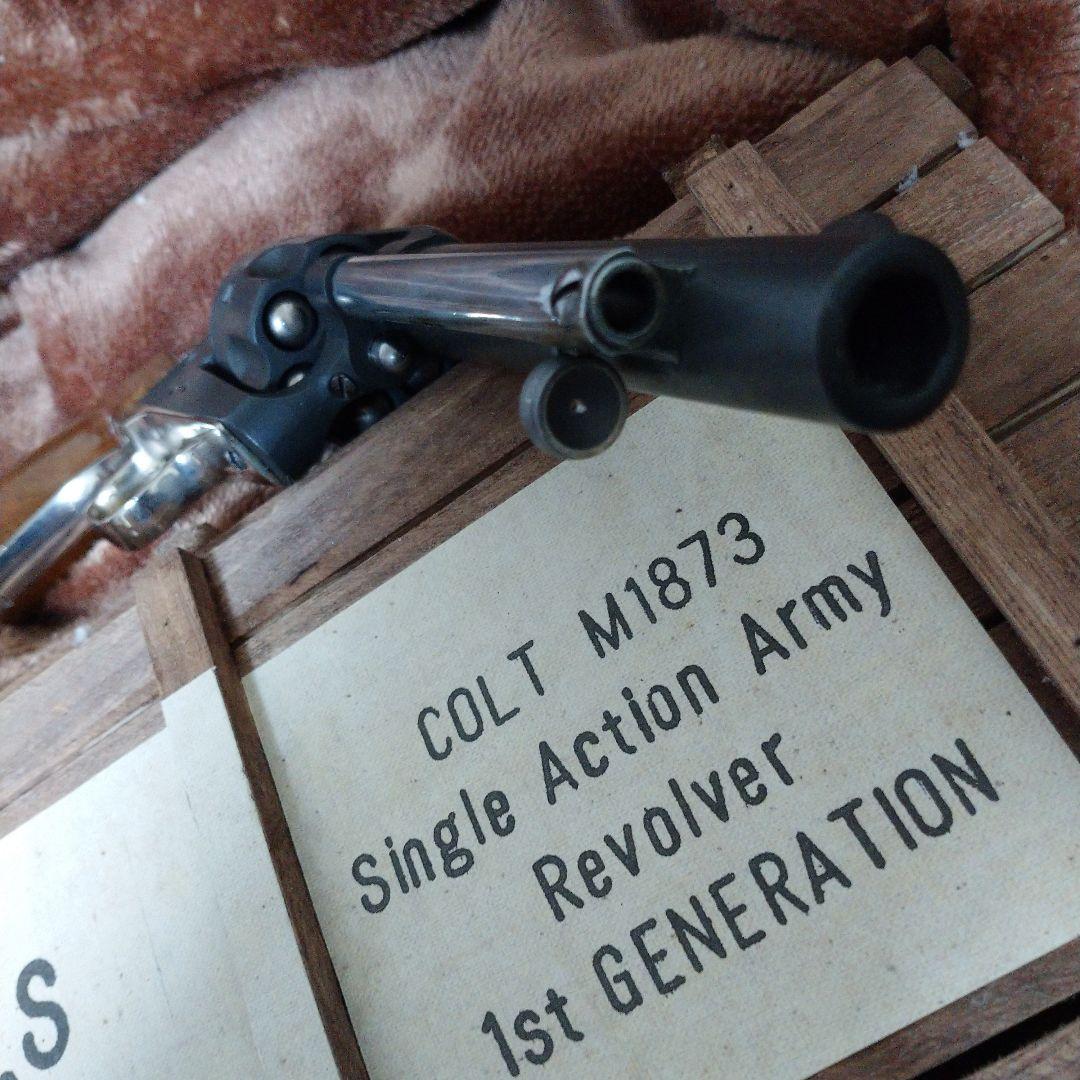 COLT M1873
Single Action Army
Revolver
1st GENERATION